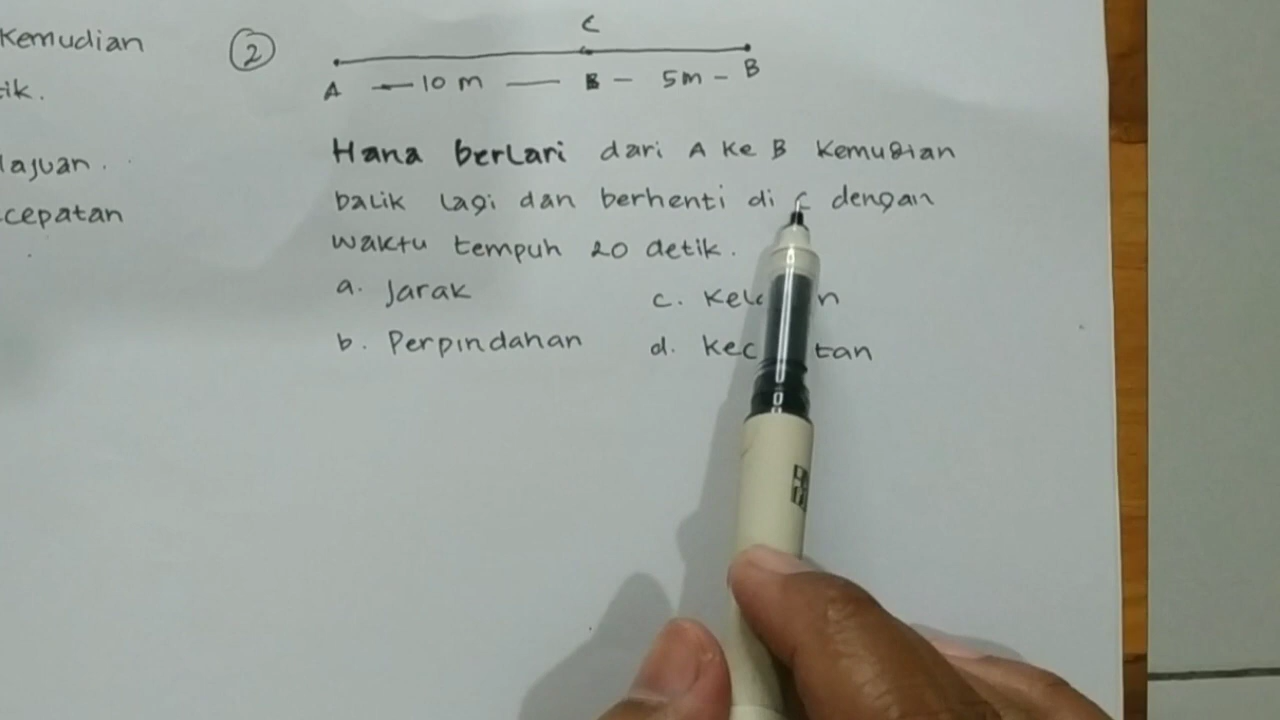 Kemudian
tik.
lajuan.
cepatan
2
C
A 10 m B 5m B
Hana berlari dari A ke B Kemudian
balik lagi dan berhenti di C dengan
waktu tempuh 20 detik.
a. Jarak
b. Perpindahan
c.
d.